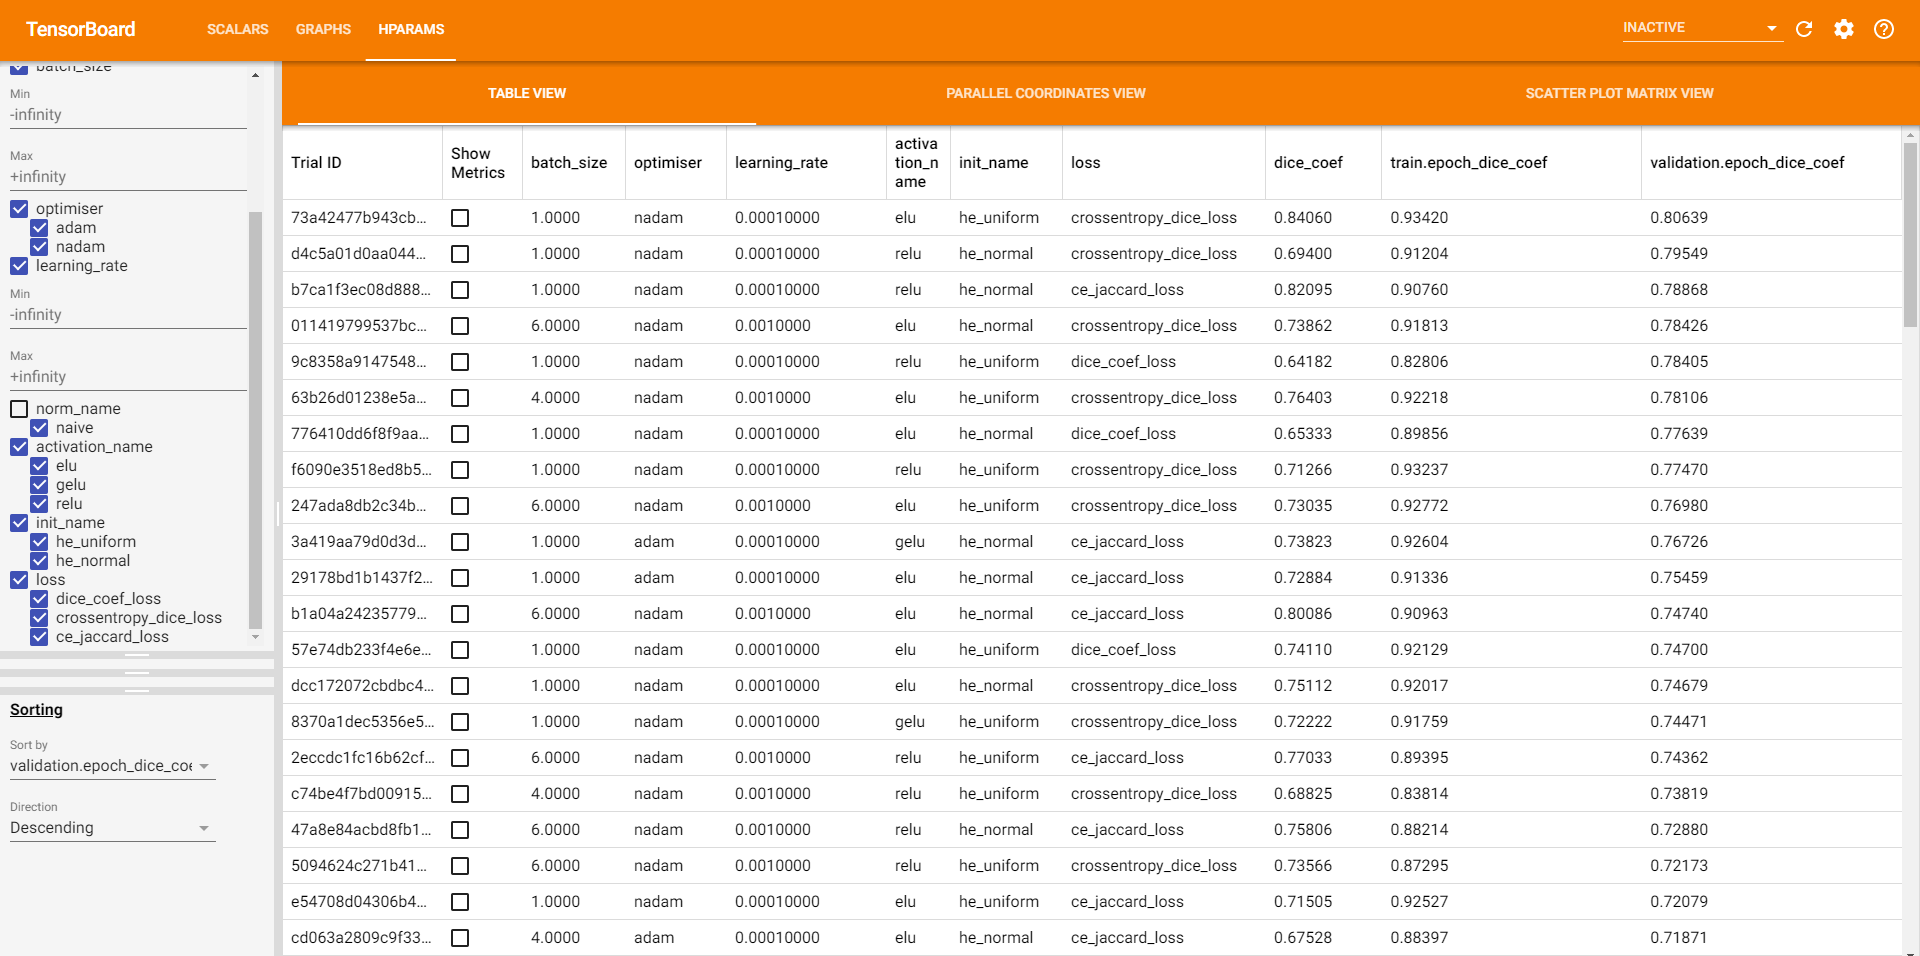 TensorBoard SCALARS GRAPHS HPARAMS INACTIVE
batch_size
Min
-infinity
Max
+infinity
optimiser
adam
nadam
learning_rate
Min
-infinity
Max
+infinity
norm_name
naive
activation_name
elu
gelu
relu
init_name
he_uniform
he_normal
loss
dice_coef_loss
crossentropy_dice_loss
ce_jaccard_loss
Sorting
Sort by
validation.epoch_dice_coe
Direction
Descending
TABLE VIEW PARALLEL COORDINATES VIEW SCATTER PLOT MATRIX VIEW
Trial ID Show Metrics batch_size optimiser learning_rate activa tion_n ame init_name loss dice_coef train.epoch_dice_coef validation.epoch_dice_coef
73a42477b943cb... 1.0000 nadam 0.00010000 elu he_uniform crossentropy_dice_loss 0.84060 0.93420 0.80639
d4c5a01d0aa044... 1.0000 nadam 0.00010000 relu he_normal crossentropy_dice_loss 0.69400 0.91204 0.79549
b7ca1f3ec08d888... 1.0000 nadam 0.00010000 relu he_normal ce_jaccard_loss 0.82095 0.90760 0.78868
011419799537bc... 6.0000 nadam 0.0010000 elu he_normal crossentropy_dice_loss 0.73862 0.91813 0.78426
9c8358a9147548... 1.0000 nadam 0.00010000 relu he_uniform dice_coef_loss 0.64182 0.82806 0.78405
63b26d01238e5a... 4.0000 nadam 0.0010000 elu he_uniform crossentropy_dice_loss 0.76403 0.92218 0.78106
776410dd6f8f9aa... 1.0000 nadam 0.00010000 elu he_normal dice_coef_loss 0.65333 0.89856 0.77639
f6090e3518ed8b5... 1.0000 nadam 0.00010000 relu he_uniform crossentropy_dice_loss 0.71266 0.93237 0.77470
247ada8db2c34b... 6.0000 nadam 0.0010000 elu he_uniform crossentropy_dice_loss 0.73035 0.92772 0.76980
3a419aa79d0d3d... 1.0000 adam 0.00010000 gelu he_normal ce_jaccard_loss 0.73823 0.92604 0.76726
29178bd1b1437f2... 1.0000 adam 0.00010000 elu he_normal ce_jaccard_loss 0.72884 0.91336 0.75459
b1a04a24235779... 6.0000 nadam 0.0010000 elu he_normal ce_jaccard_loss 0.80086 0.90963 0.74740
57e74db233f4e6e... 1.0000 nadam 0.00010000 elu he_uniform dice_coef_loss 0.74110 0.92129 0.74700
dcc172072cbdbc4... 1.0000 nadam 0.00010000 elu he_normal crossentropy_dice_loss 0.75112 0.92017 0.74679
8370a1dec5356e5... 1.0000 nadam 0.00010000 gelu he_uniform crossentropy_dice_loss 0.72222 0.91759 0.74471
2eccdc1fc16b62cf... 6.0000 nadam 0.0010000 relu he_uniform ce_jaccard_loss 0.77033 0.89395 0.74362
c74be4f7bd00915... 4.0000 nadam 0.0010000 relu he_uniform crossentropy_dice_loss 0.68825 0.83814 0.73819
47a8e84acbd8fb1... 6.0000 nadam 0.0010000 relu he_normal ce_jaccard_loss 0.75806 0.88214 0.72880
5094624c271b41... 6.0000 nadam 0.0010000 relu he_uniform crossentropy_dice_loss 0.73566 0.87295 0.72173
e54708d04306b4... 1.0000 nadam 0.00010000 elu he_uniform ce_jaccard_loss 0.71505 0.92527 0.72079
cd063a2809c9f33... 4.0000 adam 0.00010000 elu he_normal ce_jaccard_loss 0.67528 0.88397 0.71871